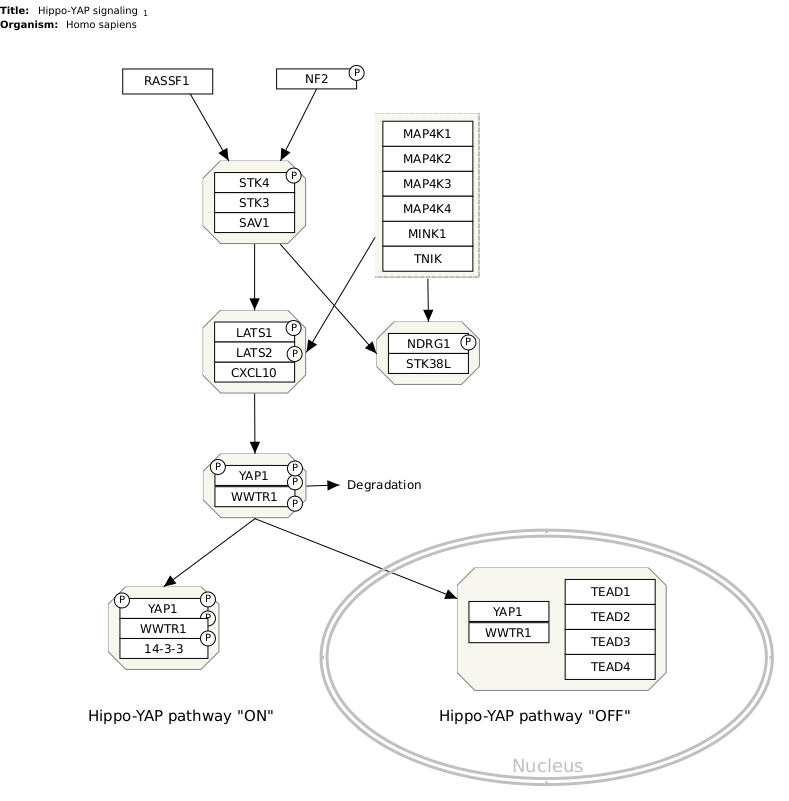 Title: Hippo-YAP signaling 1
Organism: Homo sapiens
RASSF1
NF2
P
MAP4K1
MAP4K2
MAP4K3
MAP4K4
MINK1
TNIK
STK4
P
STK3
SAV1
LATS1
P
LATS2
P
CXCL10
NDRG1
P
STK38L
P
YAP1
P
P
WWTR1
P
Degradation
P
YAP1
P
P
WWTR1
P
14-3-3
YAP1
WWTR1
TEAD1
TEAD2
TEAD3
TEAD4
Hippo-YAP pathway "ON"
Hippo-YAP pathway "OFF"
Nucleus